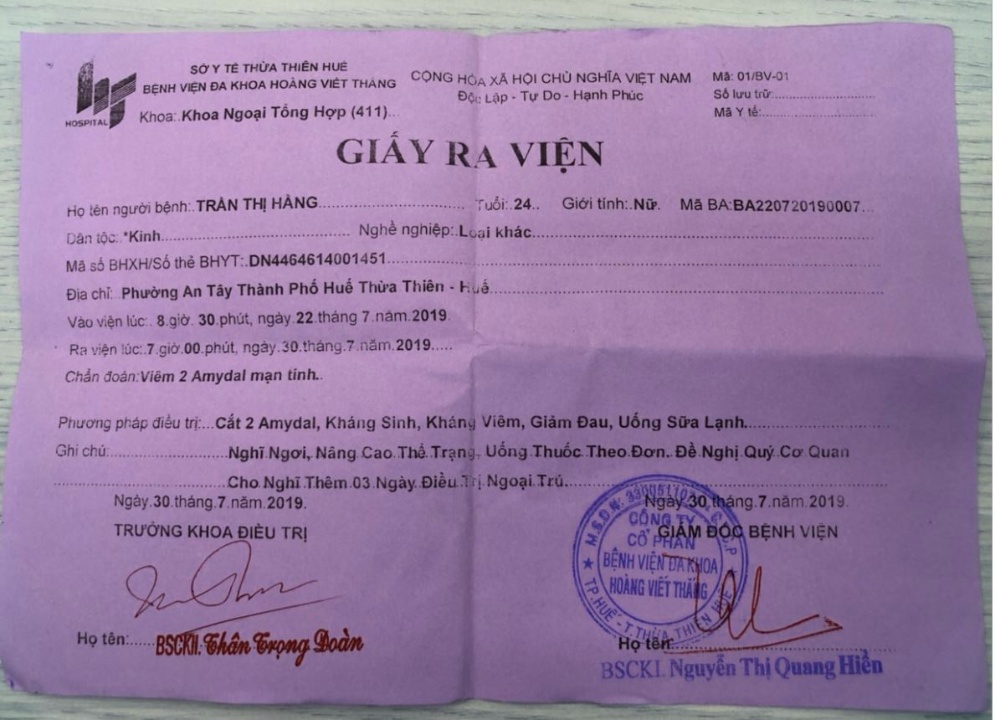 SỞ Y TẾ THỪA THIÊN HUẾ
BỆNH VIỆN ĐA KHOA HOÀNG VIẾT THẮNG
HOSPITAL
Khoa:.Khoa Ngoại Tổng Hợp (411)...
CỘNG HÒA XÃ HỘI CHỦ NGHĨA VIỆT NAM
Độc Lập - Tự Do - Hạnh Phúc
Mã: 01/BV-01
Số lưu trữ:
Mã Y tế:
GIẤY RA VIỆN
Họ tên người bệnh:.TRẦN THỊ HẰNG Tuổi:.24.. Giới tính:.Nữ. Mã BA:BA220720190007...
Dân tộc:.*Kinh Nghề nghiệp:.Loại khác
Mã số BHXH/Số thẻ BHYT:.DN4464614001451
Địa chỉ:.Phường An Tây Thành Phố Huế Thừa Thiên - Huế
Vào viện lúc:. 8.giờ. 30.phút, ngày.22.tháng 7.năm.2019.
Ra viện lúc:.7.giờ.00.phút, ngày.30.tháng.7.năm.2019.....
Chẩn đoán:Viêm 2 Amydal mạn tính..
Phương pháp điều trị:...Cắt 2 Amydal, Kháng Sinh, Kháng Viêm, Giảm Đau, Uống Sữa Lạnh.
Ghi chú: Nghĩ Ngơi, Nâng Cao Thể Trạng, Uống Thuốc Theo Đơn. Đề Nghị Quý Cơ Quan
Cho Nghĩ Thêm 03 Ngày Điều Trị Ngoại Trú.
Ngày.30.tháng.7.năm.2019.
TRƯỞNG KHOA ĐIỀU TRỊ
Họ tên:......BSCKII. Thân Trọng Đoàn
Ngày.30.tháng.7.năm.2019.
GIÁM ĐỐC BỆNH VIỆN
CÔNG TY
CỔ PHẦN
BỆNH VIỆN ĐA KHOA
HOÀNG VIẾT THẮNG
TP.HUẾ - T.THỪA THIÊN HUẾ
Họ tên:
BSCKI. Nguyễn Thị Quang Hiền